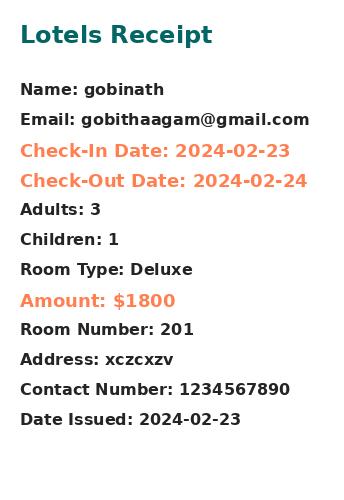 Lotels Receipt
Name: gobinath
Email: gobithaagam@gmail.com
Check-In Date: 2024-02-23
Check-Out Date: 2024-02-24
Adults: 3
Children: 1
Room Type: Deluxe
Amount: $1800
Room Number: 201
Address: xczcxzv
Contact Number: 1234567890
Date Issued: 2024-02-23